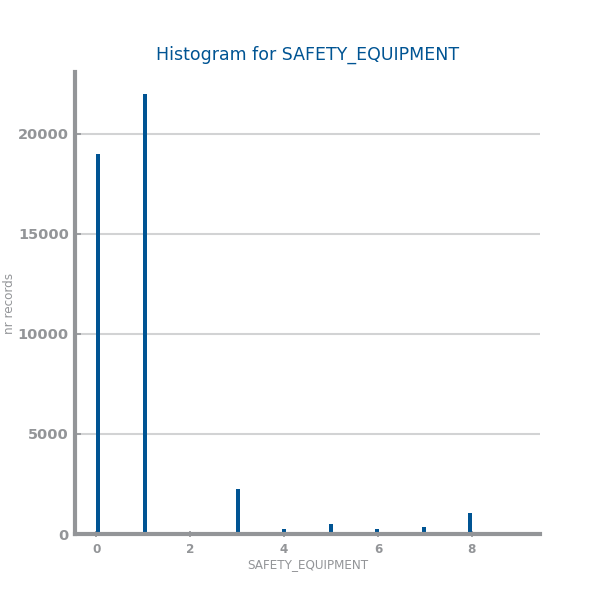 Histogram for SAFETY_EQUIPMENT
20000
15000
10000
5000
0
nr records
0 2 4 6 8
SAFETY_EQUIPMENT